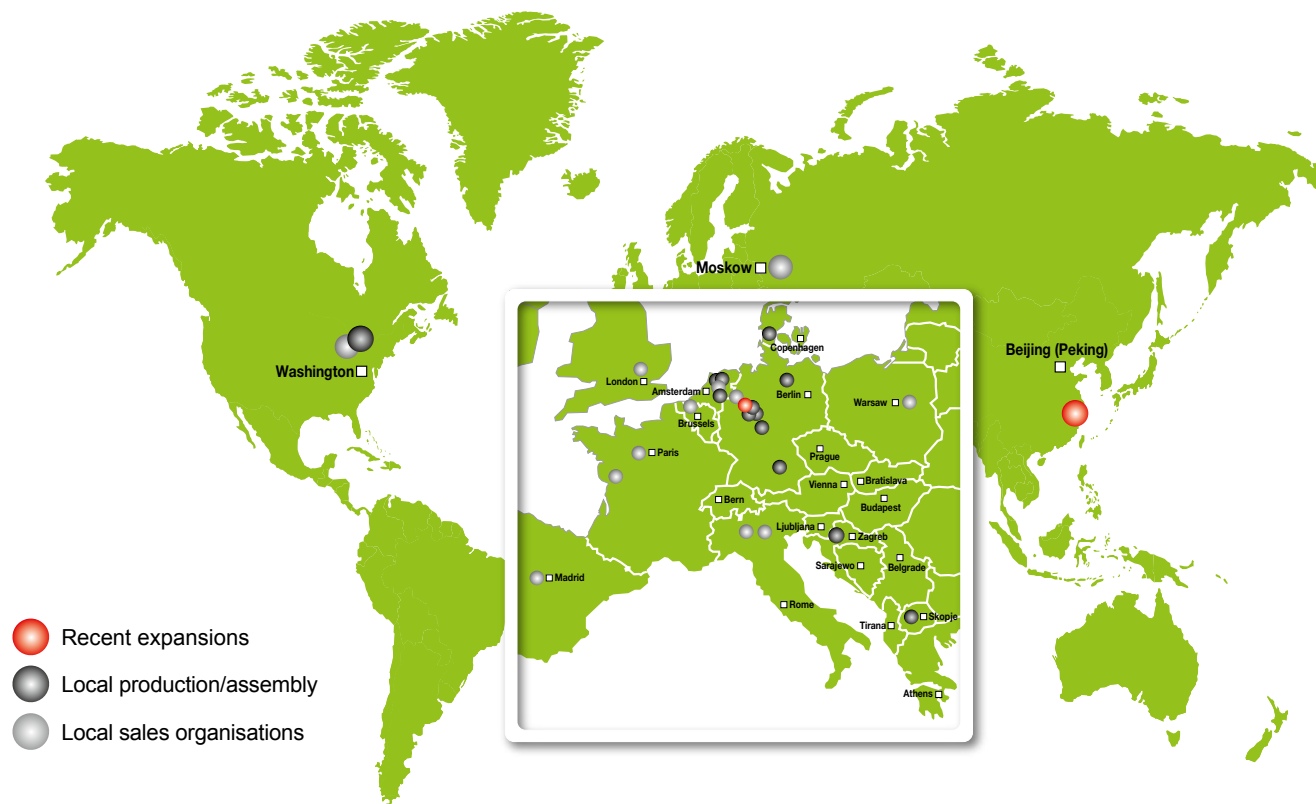 Moskow
Copenhagen
Beijing (Peking)
Washington
London
Amsterdam
Berlin
Warsaw
Brussels
Paris
Prague
Vienna
Bratislava
Bern
Budapest
Ljubljana
Zagreb
Sarajewo
Belgrade
Madrid
Rome
Skopje
Tirana
Athens
Recent expansions
Local production/assembly
Local sales organisations